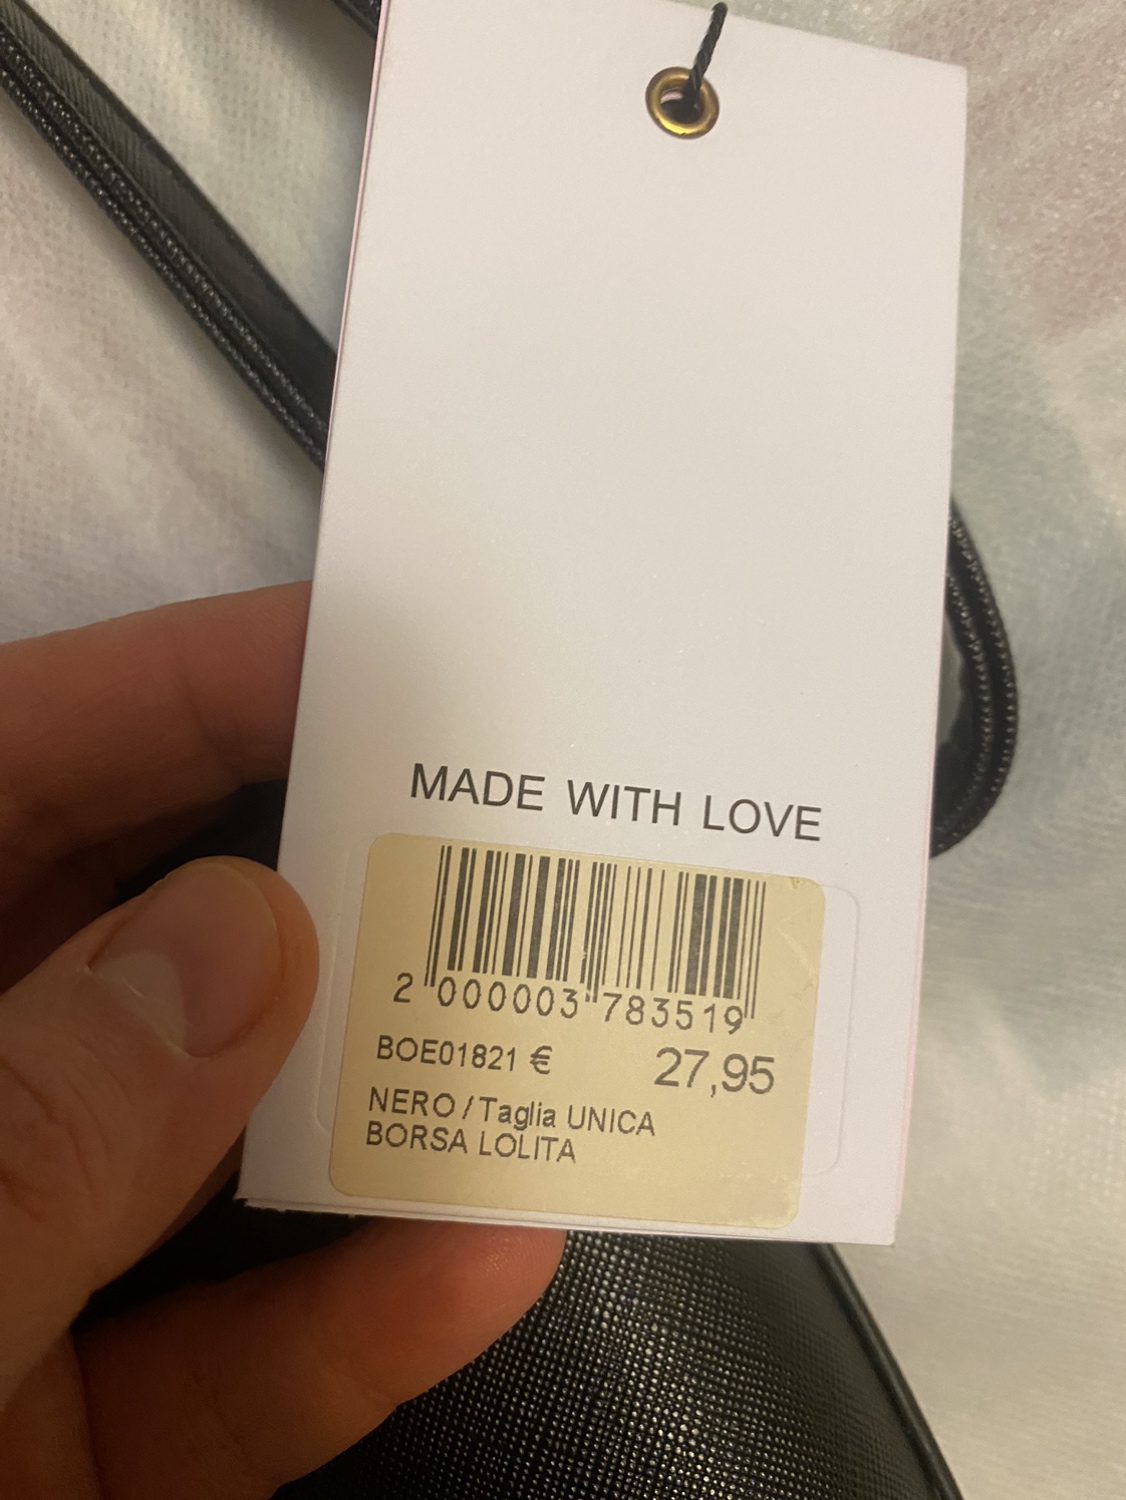 MADE WITH LOVE
2 000003 783519
BOE01821 € 27,95
NERO / Taglia UNICA
BORSA LOLITA